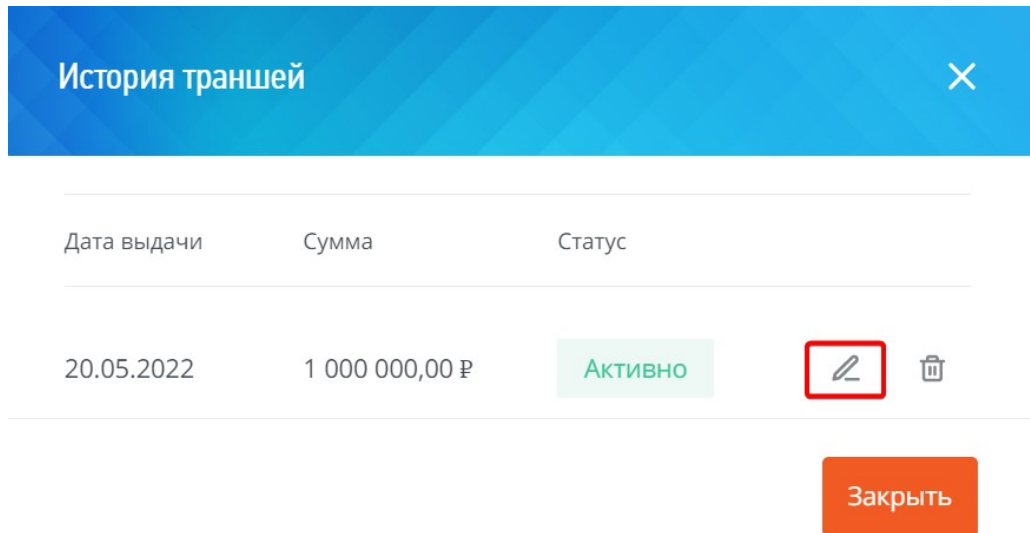 История траншей
Дата выдачи Сумма Статус
20.05.2022 1 000 000,00 ₽ Активно
Закрыть